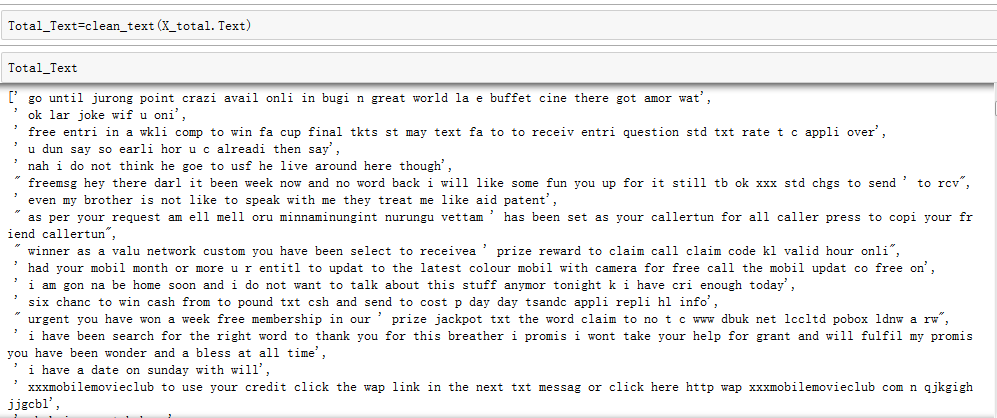 Total_Text=clean_text(X_total.Text)
Total_Text
[' go until jurong point crazi avail onli in bugi n great world la e buffet cine there got amor wat',
' ok lar joke wif u oni',
' free entri in a wkli comp to win fa cup final tkts st may text fa to to receiv entri question std txt rate t c appli over',
' u dun say so earli hor u c alreadi then say',
' nah i do not think he goe to usf he live around here though',
" freemsg hey there darl it been week now and no word back i will like some fun you up for it still tb ok xxx std chgs to send ' to rcv",
' even my brother is not like to speak with me they treat me like aid patent',
" as per your request am ell mell oru minnaminungint nurungu vettam ' has been set as your callertun for all caller press to copi your fr
iend callertun",
" winner as a valu network custom you have been select to receivea ' prize reward to claim call claim code kl valid hour onli",
' had your mobil month or more u r entitl to updat to the latest colour mobil with camera for free call the mobil updat co free on',
' i am gon na be home soon and i do not want to talk about this stuff anymor tonight k i have cri enough today',
' six chanc to win cash from to pound txt csh and send to cost p day day tsandc appli repli hl info',
" urgent you have won a week free membership in our ' prize jackpot txt the word claim to no t c www dbuk net lccltd pobox ldnw a rw",
' i have been search for the right word to thank you for this breather i promis i wont take your help for grant and will fulfil my promis
you have been wonder and a bless at all time',
' i have a date on sunday with will',
' xxxmobilemovieclub to use your credit click the wap link in the next txt messag or click here http wap xxxmobilemovieclub com n qjkgigh
jjgcbl',